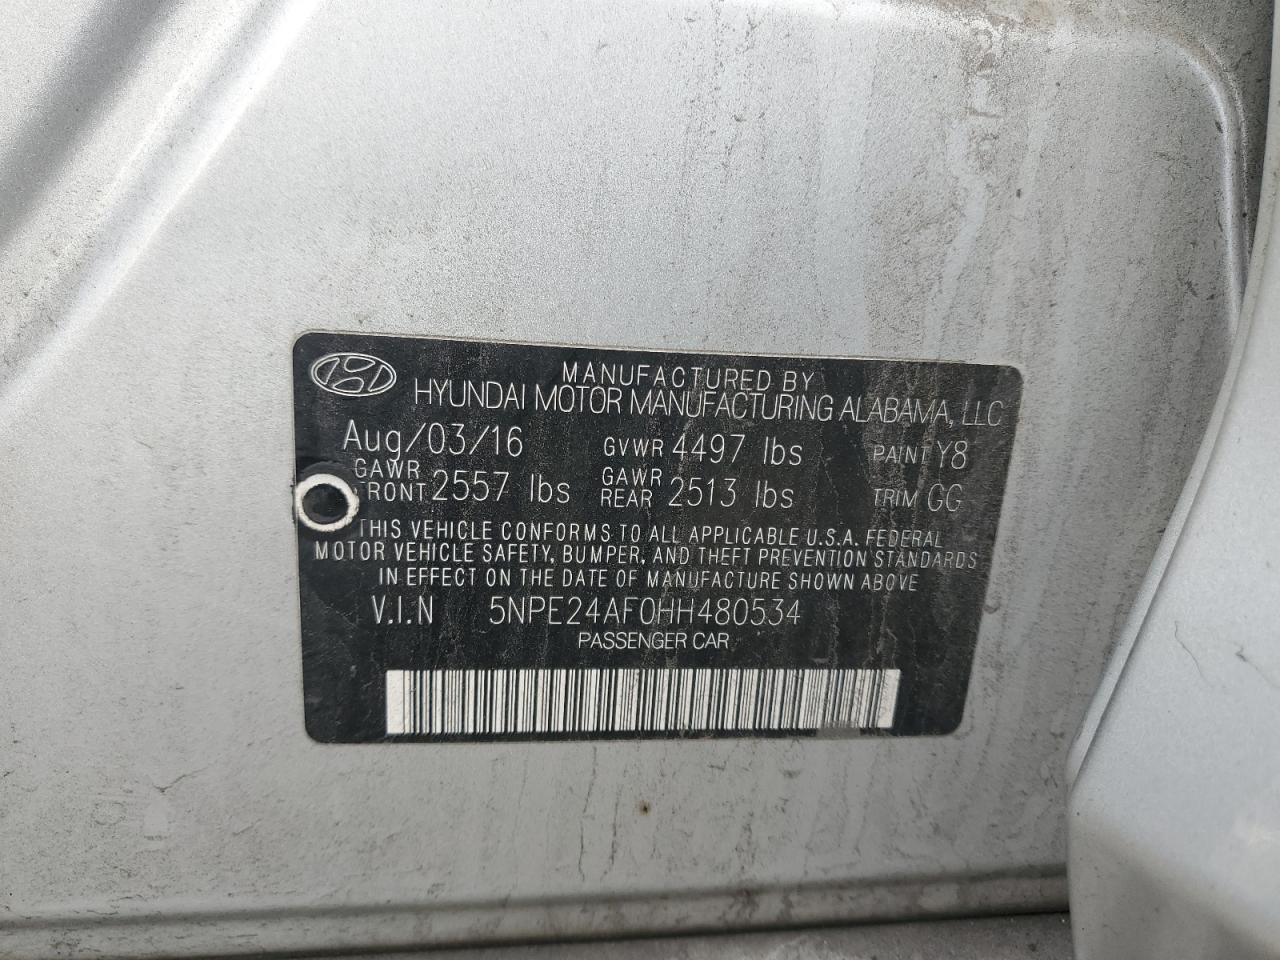 MANUFACTURED BY
HYUNDAI MOTOR MANUFACTURING ALABAMA, LLC
Aug/03/16 GVWR 4497 lbs PAINT Y8
GAWR FRONT 2557 lbs GAWR REAR 2513 lbs TRIM GG
THIS VEHICLE CONFORMS TO ALL APPLICABLE U.S.A. FEDERAL
MOTOR VEHICLE SAFETY, BUMPER, AND THEFT PREVENTION STANDARDS
IN EFFECT ON THE DATE OF MANUFACTURE SHOWN ABOVE
V.I.N 5NPE24AF0HH480534
PASSENGER CAR